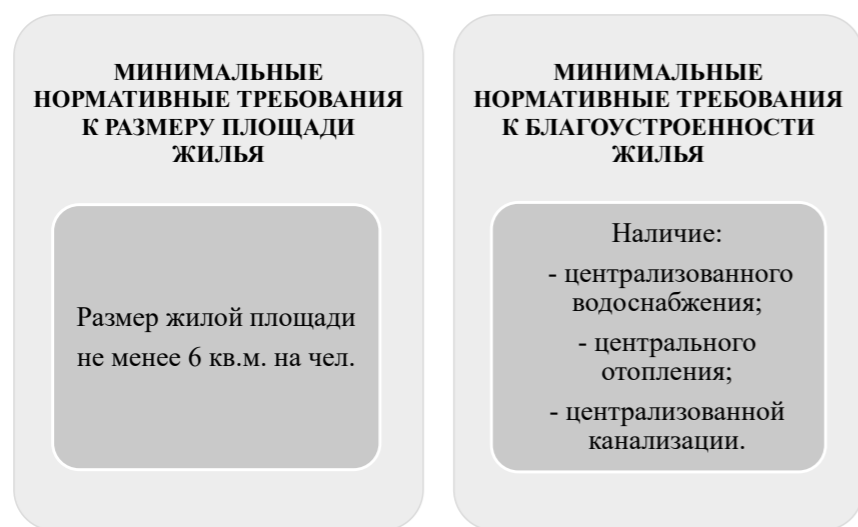 МИНИМАЛЬНЫЕ
НОРМАТИВНЫЕ ТРЕБОВАНИЯ
К РАЗМЕРУ ПЛОЩАДИ
ЖИЛЬЯ
Размер жилой площади
не менее 6 кв.м. на чел.
МИНИМАЛЬНЫЕ
НОРМАТИВНЫЕ ТРЕБОВАНИЯ
К БЛАГОУСТРОЕННОСТИ
ЖИЛЬЯ
Наличие:
- централизованного
водоснабжения;
- центрального
отопления;
- централизованной
канализации.